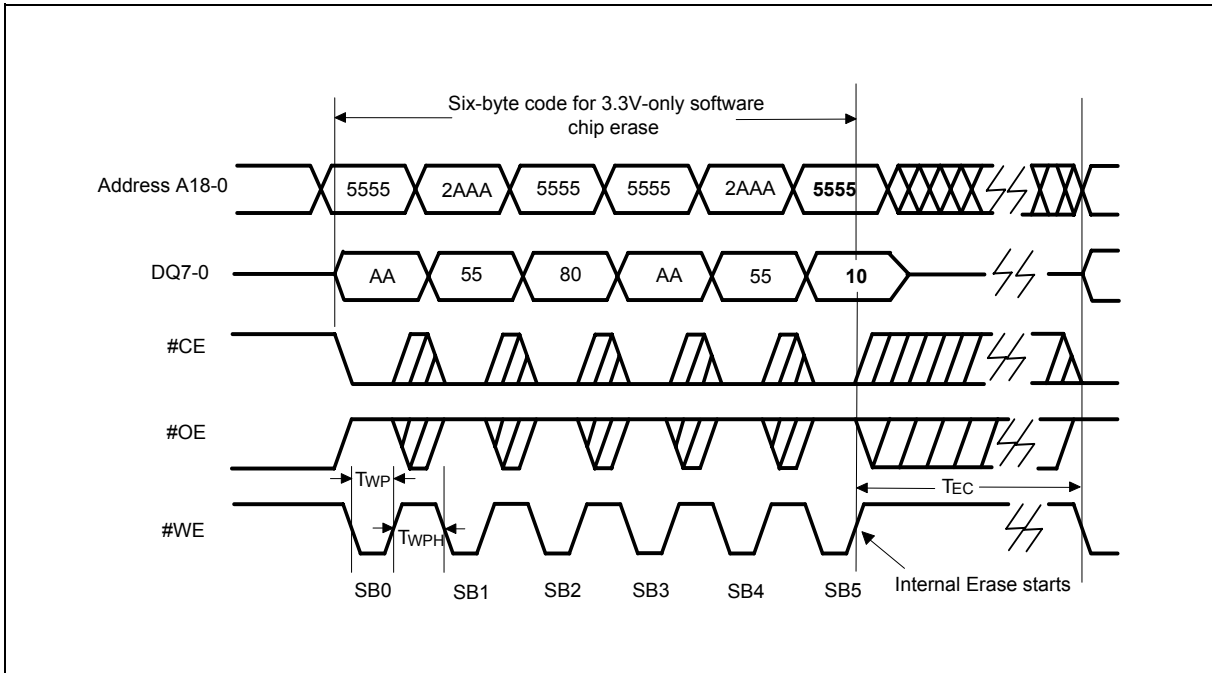 Six-byte code for 3.3V-only software
chip erase
Address A18-0
5555 2AAA 5555 5555 2AAA 5555
DQ7-0
AA 55 80 AA 55 10
#CE
#OE
TWP
TEC
#WE
TWPH
Internal Erase starts
SB0 SB1 SB2 SB3 SB4 SB5